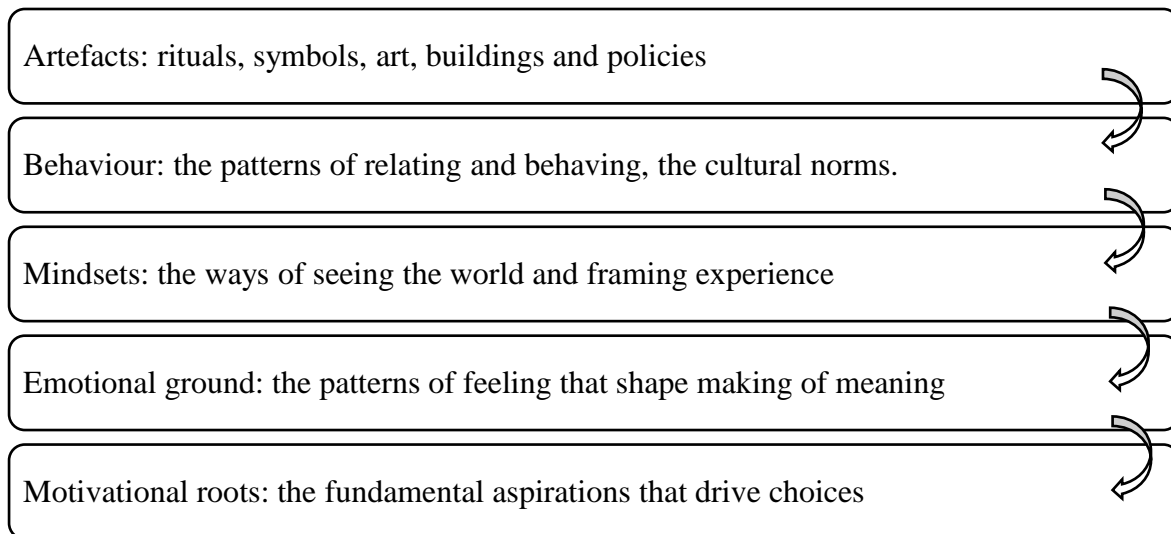 Artefacts: rituals, symbols, art, buildings and policies
Behaviour: the patterns of relating and behaving, the cultural norms.
Mindsets: the ways of seeing the world and framing experience
Emotional ground: the patterns of feeling that shape making of meaning
Motivational roots: the fundamental aspirations that drive choices